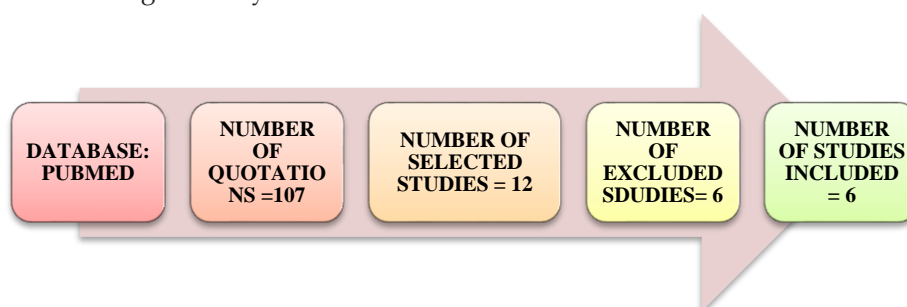 DATABASE:
PUBMED
NUMBER
OF
QUOTATIO
NS =107
NUMBER OF
SELECTED
STUDIES = 12
NUMBER
OF
EXCLUDED
SDUDIES= 6
NUMBER
OF STUDIES
INCLUDED
= 6